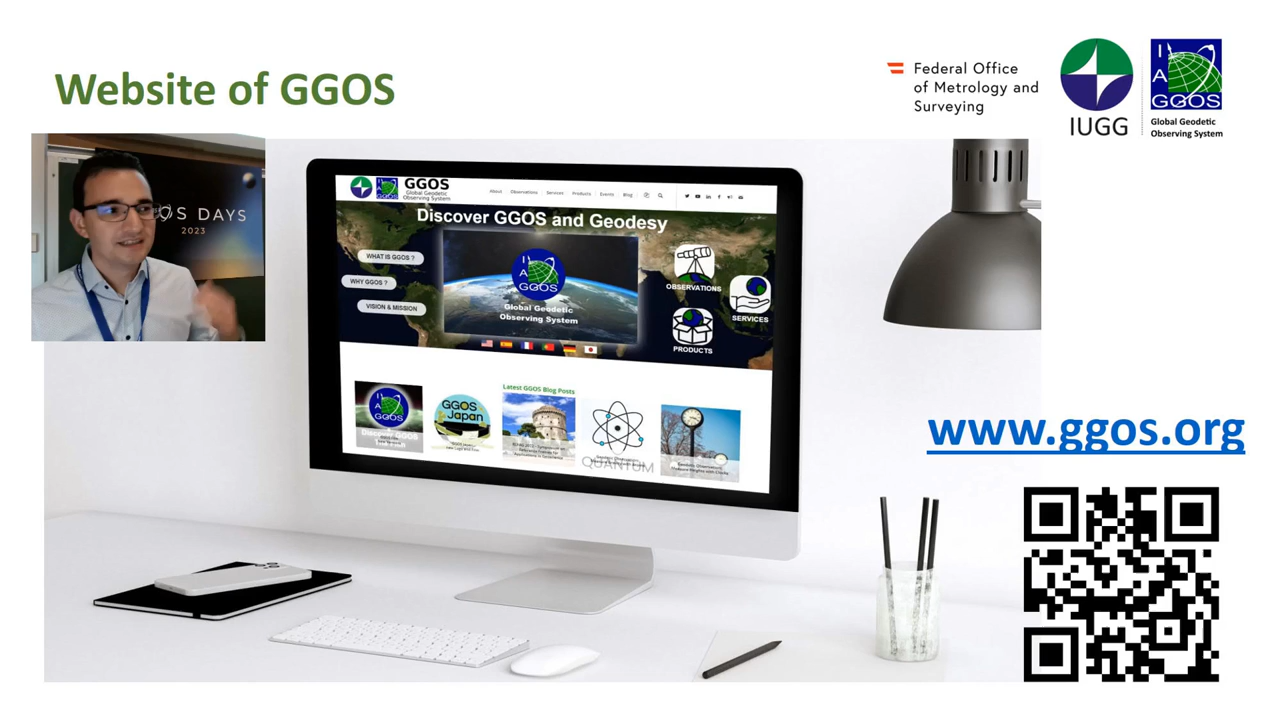 Website of GGOS
Federal Office
of Metrology and
Surveying
IUGG
I
A
GGOS
Global Geodetic
Observing System
OS DAYS
2023
GGOS
Global Geodetic
Observing System
About
Observations
Services
Products
Events
Blog
Discover GGOS and Geodesy
WHAT IS GGOS ?
WHY GGOS ?
VISION & MISSION
I
A
GGOS
Global Geodetic
Observing System
OBSERVATIONS
SERVICES
PRODUCTS
Latest GGOS Blog Posts
I
A
GGOS
Discover GGOS
GGOS
Japan
QUANTUM
www.ggos.org